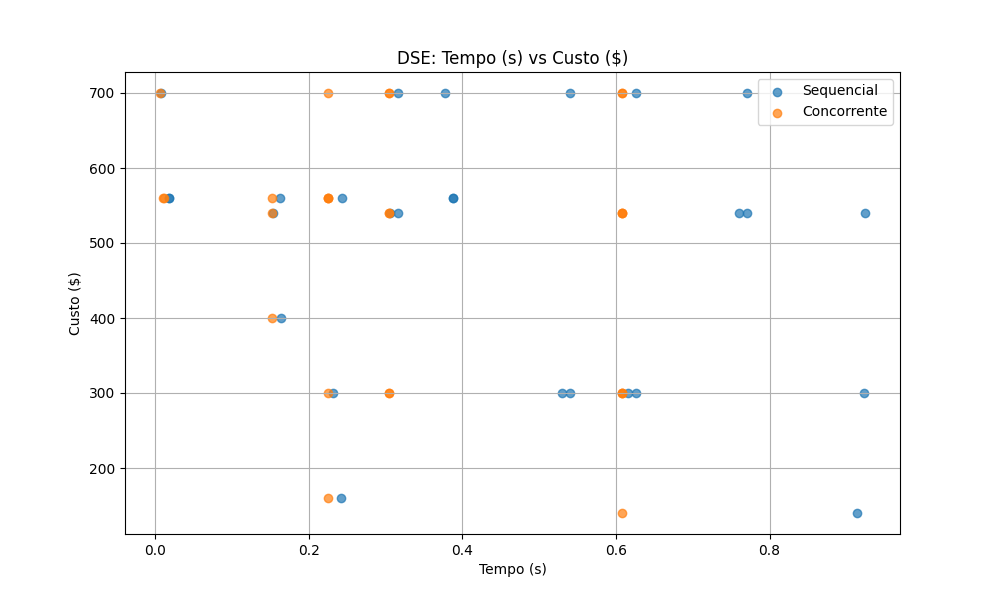 DSE: Tempo (s) vs Custo ($)
Sequencial
Concorrente
700
600
500
400
300
200
Custo ($)
0.0 0.2 0.4 0.6 0.8
Tempo (s)